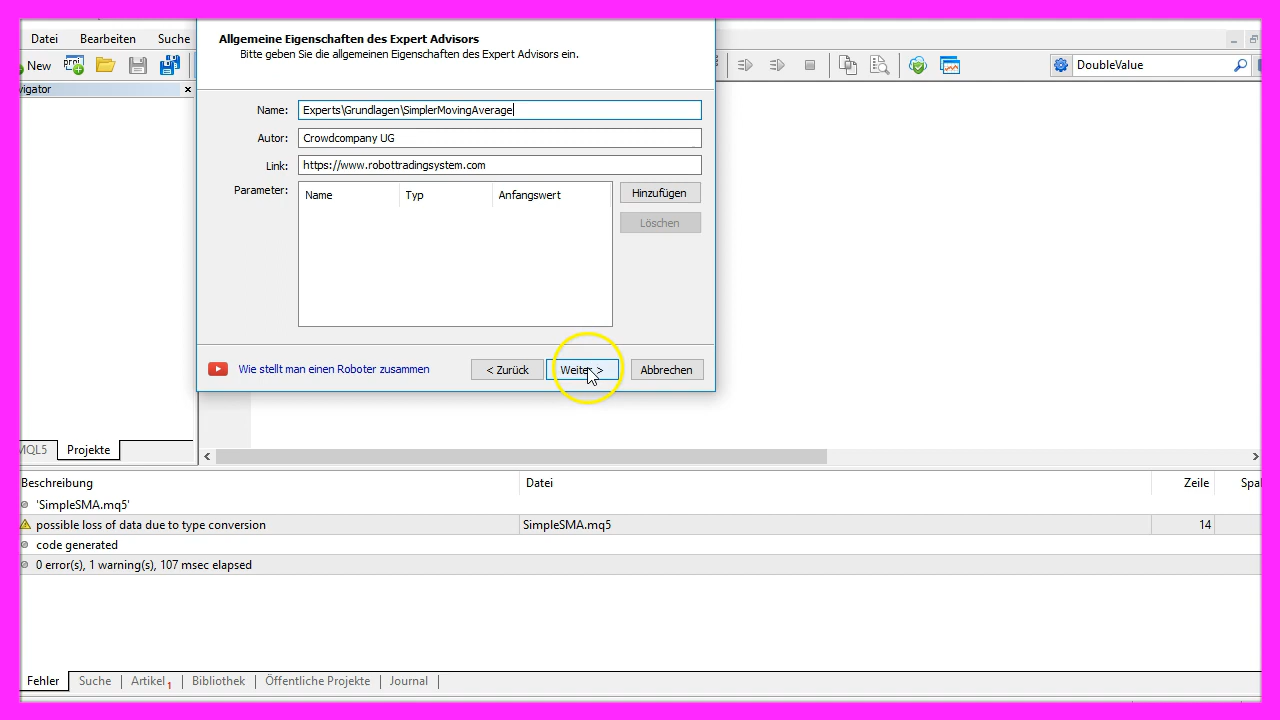 Datei Bearbeiten Suche
Allgemeine Eigenschaften des Expert Advisors
Bitte geben Sie die allgemeinen Eigenschaften des Expert Advisors ein.
New
DoubleValue
Name: Experts\Grundlagen\SimplerMovingAverage
Autor: Crowdcompany UG
Link: https://www.robottradingsystem.com
Parameter: Name Typ Anfangswert
Hinzufügen
Löschen
Wie stellt man einen Roboter zusammen
< Zurück Weiter > Abbrechen
MQL5 Projekte
Beschreibung Datei Zeile
'SimpleSMA.mq5'
possible loss of data due to type conversion SimpleSMA.mq5 14
code generated
0 error(s), 1 warning(s), 107 msec elapsed
Fehler Suche Artikel 1 Bibliothek Öffentliche Projekte Journal